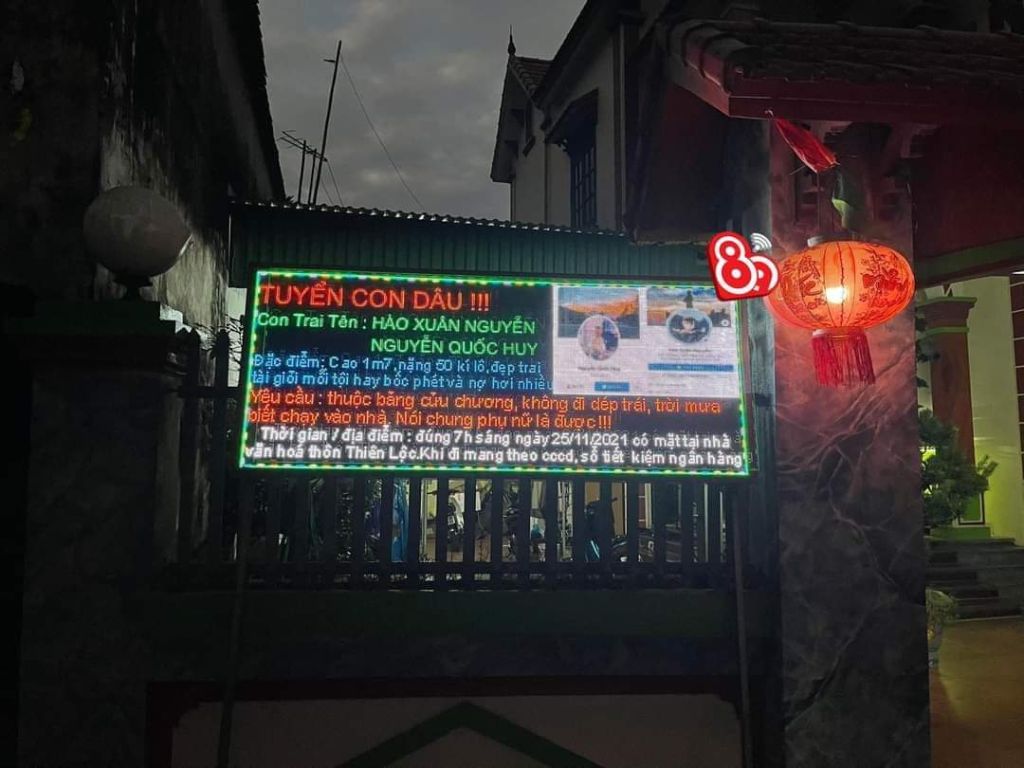 TUYỂN CON DÂU !!!
Con Trai Tên : HÀO XUÂN NGUYỄN
NGUYỄN QUỐC HUY
Đặc điểm: Cao 1m7,nặng 50 kí lô,đẹp trai
tài giỏi mỗi tội hay bốc phét và nợ hơi nhiều
Yêu cầu : thuộc bảng cửu chương, không đi dép trái, trời mưa
biết chạy vào nhà. Nói chung phụ nữ là được !!!
Thời gian / địa điểm : đúng 7h sáng ngày 25/11/2021 có mặt tại nhà
văn hoá thôn Thiên Lộc.Khi đi mang theo cccd, sổ tiết kiệm ngân hàng